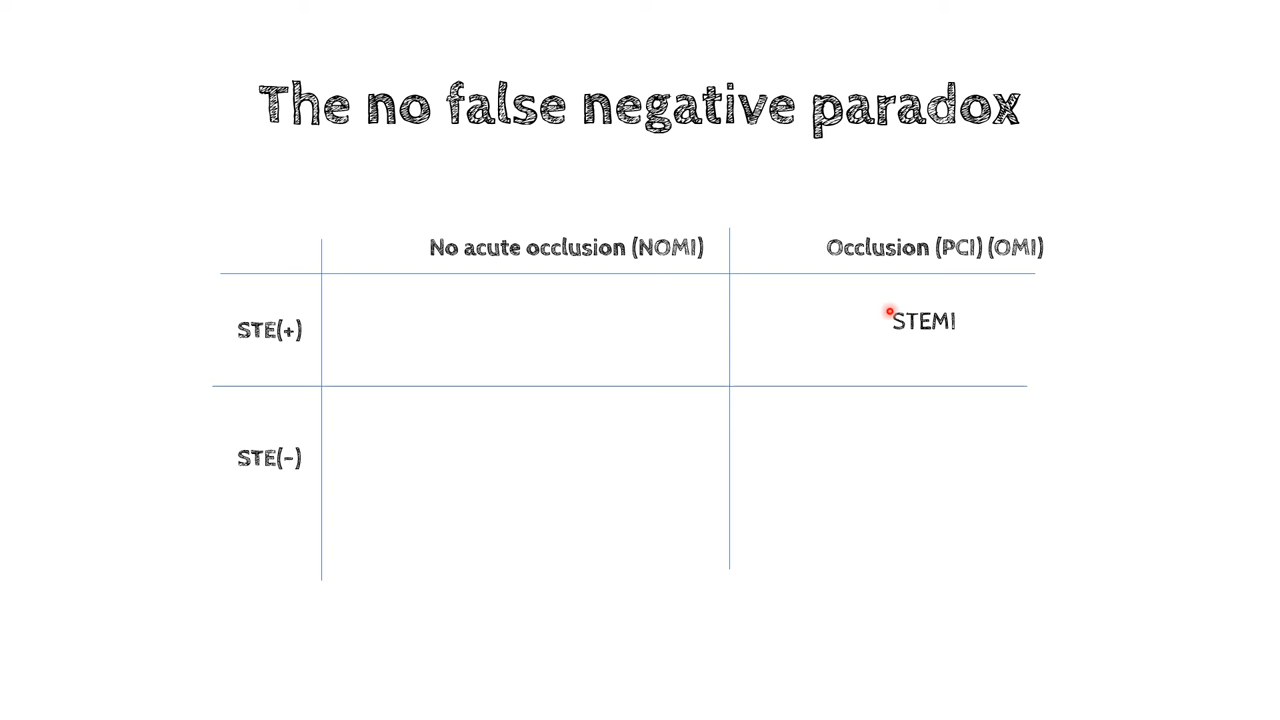 The no false negative paradox
No acute occlusion (NOMI) Occlusion (PCI) (OMI)
STE(+) STEMI
STE(-)